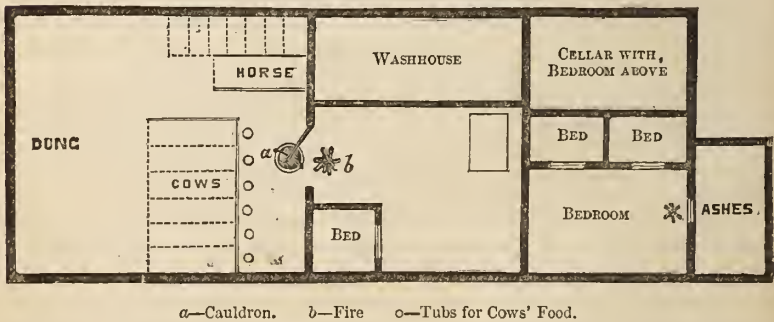 HORSE
WASHHOUSE
CELLAR WITH,
BEDROOM ABOVE
DUNG
a
b
BED
BED
COWS
BED
BEDROOM
ASHES.
a—Cauldron. b—Fire o—Tubs for Cows' Food.